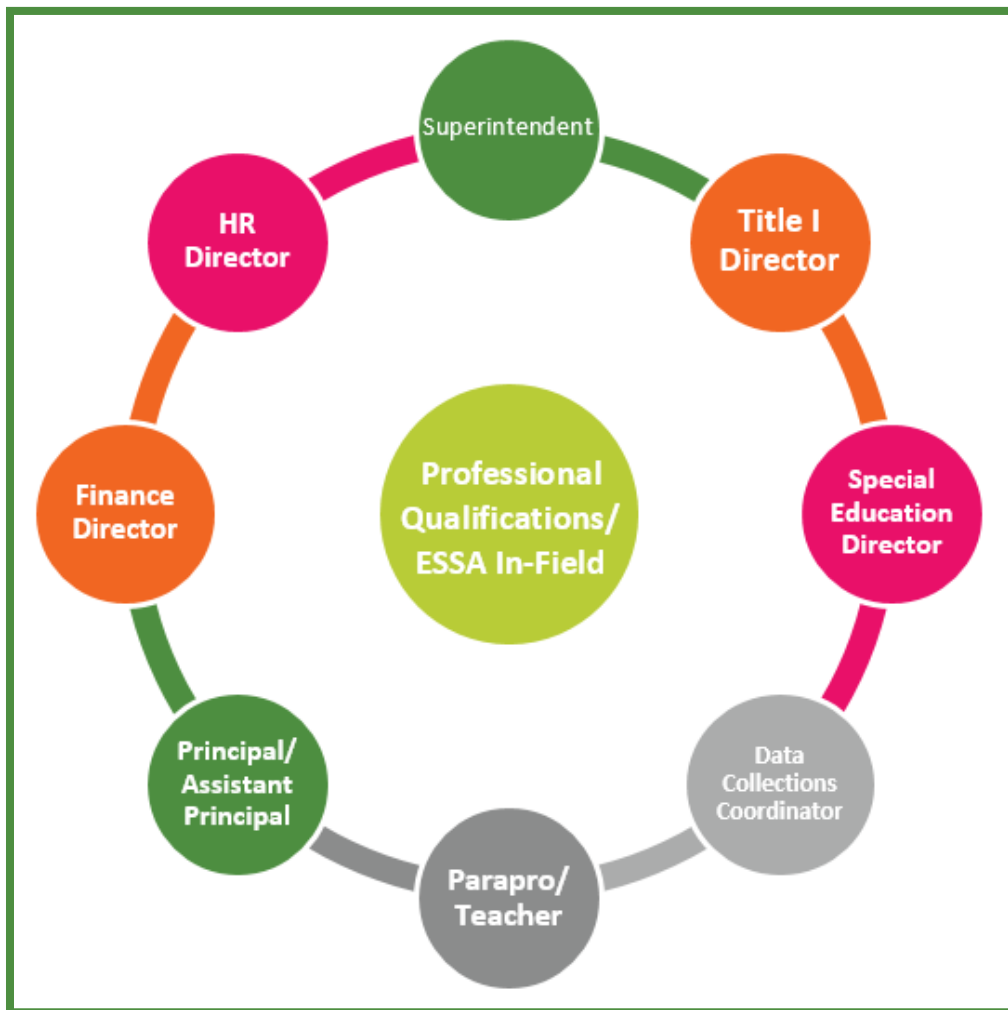 Superintendent
Title I
Director
Special
Education
Director
Data
Collections
Coordinator
Parapro/
Teacher
Principal/
Assistant
Principal
Finance
Director
HR
Director
Professional
Qualifications/
ESSA In-Field